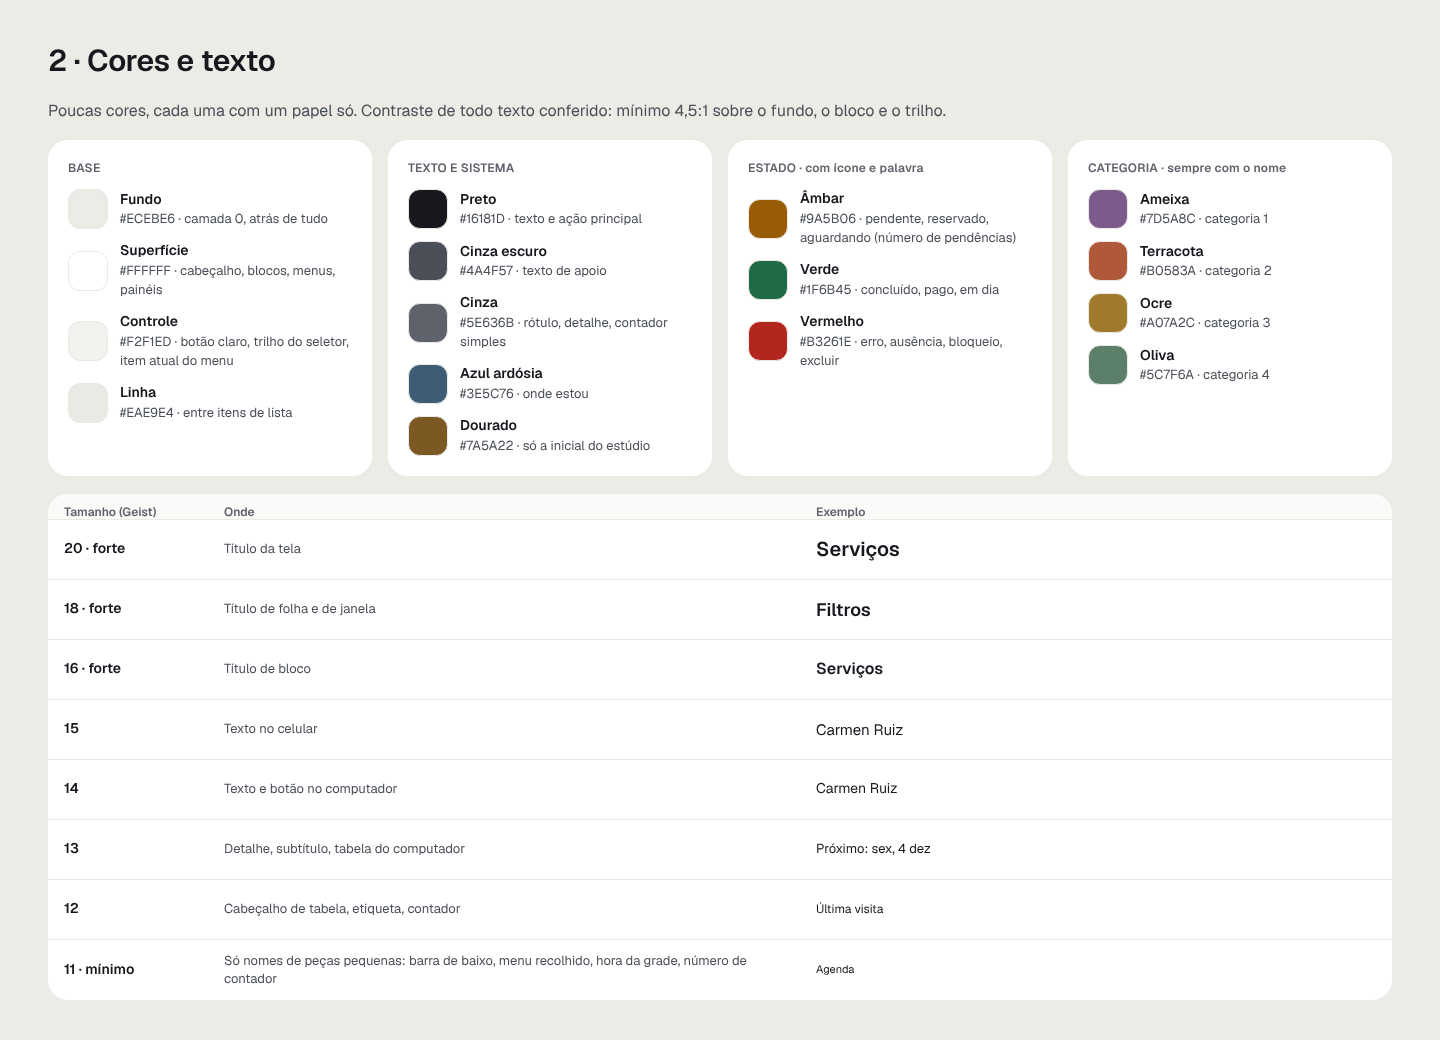 2 · Cores e texto
Poucas cores, cada uma com um papel só. Contraste de todo texto conferido: mínimo 4,5:1 sobre o fundo, o bloco e o trilho.
BASE
Fundo
#ECEBE6 · camada 0, atrás de tudo
Superfície
#FFFFFF · cabeçalho, blocos, menus,
painéis
Controle
#F2F1ED · botão claro, trilho do seletor,
item atual do menu
Linha
#EAE9E4 · entre itens de lista
TEXTO E SISTEMA
Preto
#16181D · texto e ação principal
Cinza escuro
#4A4F57 · texto de apoio
Cinza
#5E636B · rótulo, detalhe, contador
simples
Azul ardósia
#3E5C76 · onde estou
Dourado
#7A5A22 · só a inicial do estúdio
ESTADO · com ícone e palavra
Âmbar
#9A5B06 · pendente, reservado,
aguardando (número de pendências)
Verde
#1F6B45 · concluído, pago, em dia
Vermelho
#B3261E · erro, ausência, bloqueio,
excluir
CATEGORIA · sempre com o nome
Ameixa
#7D5A8C · categoria 1
Terracota
#B0583A · categoria 2
Ocre
#A07A2C · categoria 3
Oliva
#5C7F6A · categoria 4
Tamanho (Geist) Onde Exemplo
20 · forte Título da tela Serviços
18 · forte Título de folha e de janela Filtros
16 · forte Título de bloco Serviços
15 Texto no celular Carmen Ruiz
14 Texto e botão no computador Carmen Ruiz
13 Detalhe, subtítulo, tabela do computador Próximo: sex, 4 dez
12 Cabeçalho de tabela, etiqueta, contador Última visita
11 · mínimo Só nomes de peças pequenas: barra de baixo, menu recolhido, hora da grade, número de
contador Agenda